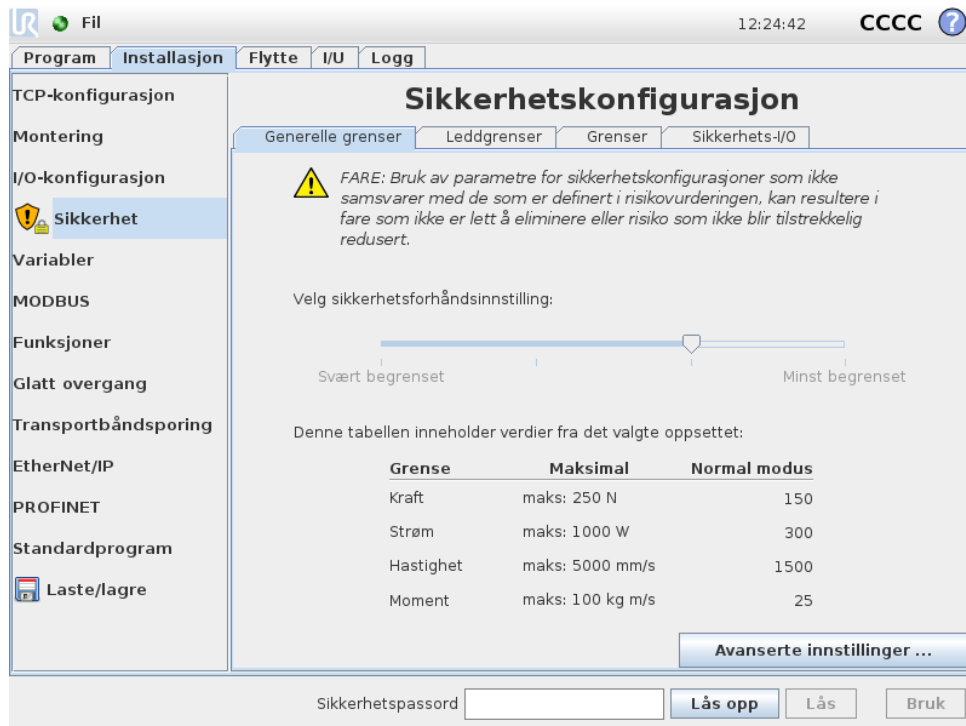 UR Fil 12:24:42 CCCC ?
Program Installasjon Flytte I/U Logg
TCP-konfigurasjon
Montering
I/O-konfigurasjon
Sikkerhet
Variabler
MODBUS
Funksjoner
Glatt overgang
Transportbåndsporing
EtherNet/IP
PROFINET
Standardprogram
Laste/lagre
Sikkerhetskonfigurasjon
Generelle grenser Leddgrenser Grenser Sikkerhets-I/O
FARE: Bruk av parametre for sikkerhetskonfigurasjoner som ikke
samsvarer med de som er definert i risikovurderingen, kan resultere i
fare som ikke er lett å eliminere eller risiko som ikke blir tilstrekkelig
redusert.
Velg sikkerhetsforhåndsinnstilling:
Svært begrenset Minst begrenset
Denne tabellen inneholder verdier fra det valgte oppsettet:
Grense Maksimal Normal modus
Kraft maks: 250 N 150
Strøm maks: 1000 W 300
Hastighet maks: 5000 mm/s 1500
Moment maks: 100 kg m/s 25
Avanserte innstillinger ...
Sikkerhetspassord Lås opp Lås Bruk